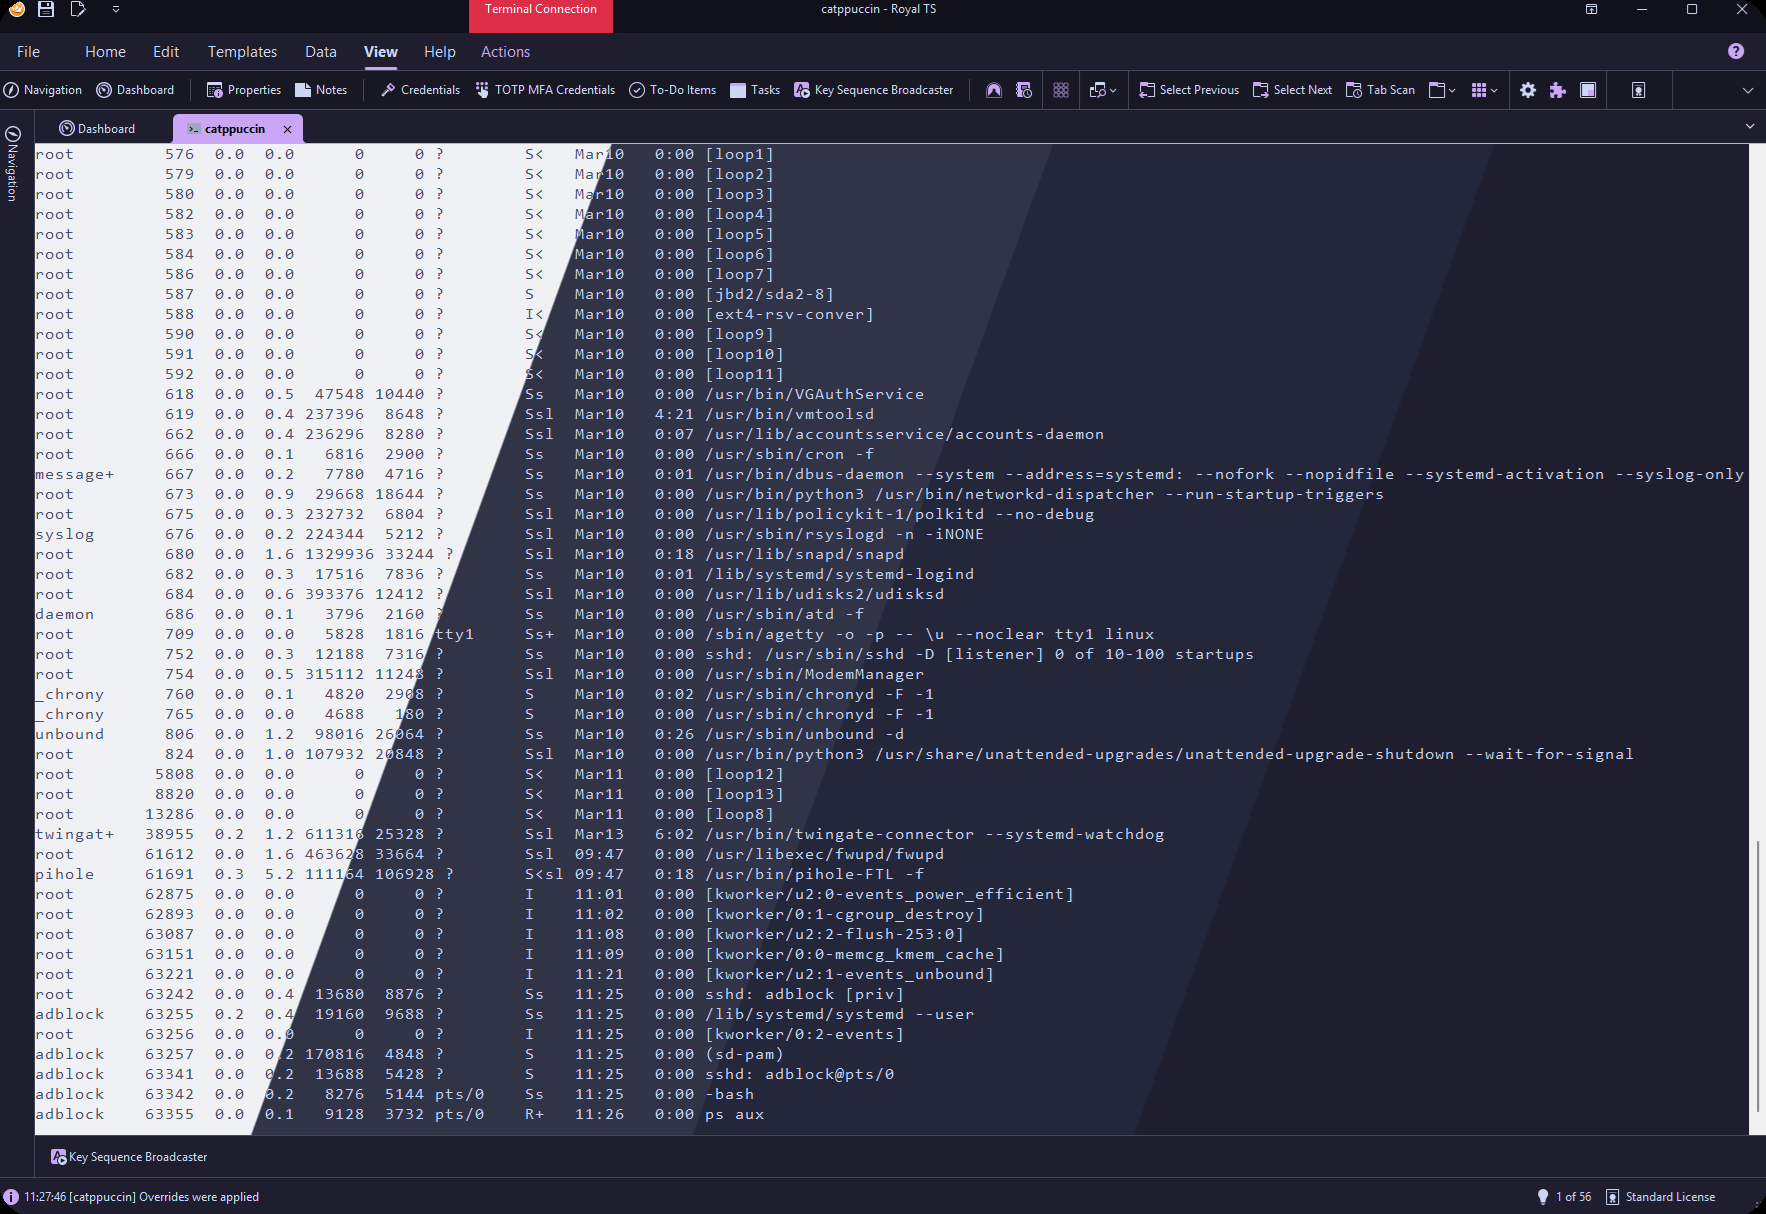 Terminal Connection
catppuccin - Royal TS
File Home Edit Templates Data View Help Actions
Navigation Dashboard Properties Notes Credentials TOTP MFA Credentials To-Do Items Tasks Key Sequence Broadcaster Select Previous Select Next Tab Scan
Dashboard catppuccin
Navigation
root 576 0.0 0.0 0 0 ? S< Mar10 0:00 [loop1]
root 579 0.0 0.0 0 0 ? S< Mar10 0:00 [loop2]
root 580 0.0 0.0 0 0 ? S< Mar10 0:00 [loop3]
root 582 0.0 0.0 0 0 ? S< Mar10 0:00 [loop4]
root 583 0.0 0.0 0 0 ? S< Mar10 0:00 [loop5]
root 584 0.0 0.0 0 0 ? S< Mar10 0:00 [loop6]
root 586 0.0 0.0 0 0 ? S< Mar10 0:00 [loop7]
root 587 0.0 0.0 0 0 ? S Mar10 0:00 [jbd2/sda2-8]
root 588 0.0 0.0 0 0 ? I< Mar10 0:00 [ext4-rsv-conver]
root 590 0.0 0.0 0 0 ? S< Mar10 0:00 [loop9]
root 591 0.0 0.0 0 0 ? S< Mar10 0:00 [loop10]
root 592 0.0 0.0 0 0 ? S< Mar10 0:00 [loop11]
root 618 0.0 0.5 47548 10440 ? Ss Mar10 0:00 /usr/bin/VGAuthService
root 619 0.0 0.4 237396 8648 ? Ssl Mar10 4:21 /usr/bin/vmtoolsd
root 662 0.0 0.4 236296 8280 ? Ssl Mar10 0:07 /usr/lib/accountsservice/accounts-daemon
root 666 0.0 0.1 6816 2900 ? Ss Mar10 0:00 /usr/sbin/cron -f
message+ 667 0.0 0.2 7780 4716 ? Ss Mar10 0:01 /usr/bin/dbus-daemon --system --address=systemd: --nofork --nopidfile --systemd-activation --syslog-only
root 673 0.0 0.9 29668 18644 ? Ss Mar10 0:00 /usr/bin/python3 /usr/bin/networkd-dispatcher --run-startup-triggers
root 675 0.0 0.3 232732 6804 ? Ssl Mar10 0:00 /usr/lib/policykit-1/polkitd --no-debug
syslog 676 0.0 0.2 224344 5212 ? Ssl Mar10 0:00 /usr/sbin/rsyslogd -n -iNONE
root 680 0.0 1.6 1329936 33244 ? Ssl Mar10 0:18 /usr/lib/snapd/snapd
root 682 0.0 0.3 17516 7836 ? Ss Mar10 0:01 /lib/systemd/systemd-logind
root 684 0.0 0.6 393376 12412 ? Ssl Mar10 0:00 /usr/lib/udisks2/udisksd
daemon 686 0.0 0.1 3796 2160 ? Ss Mar10 0:00 /usr/sbin/atd -f
root 709 0.0 0.0 5828 1816 tty1 Ss+ Mar10 0:00 /sbin/agetty -o -p -- \u --noclear tty1 linux
root 752 0.0 0.3 12188 7316 ? Ss Mar10 0:00 sshd: /usr/sbin/sshd -D [listener] 0 of 10-100 startups
root 754 0.0 0.5 315112 11248 ? Ssl Mar10 0:00 /usr/sbin/ModemManager
_chrony 760 0.0 0.1 4820 2908 ? S Mar10 0:02 /usr/sbin/chronyd -F -1
_chrony 765 0.0 0.0 4688 180 ? S Mar10 0:00 /usr/sbin/chronyd -F -1
unbound 806 0.0 1.2 98016 26064 ? Ss Mar10 0:26 /usr/sbin/unbound -d
root 824 0.0 1.0 107932 20848 ? Ssl Mar10 0:00 /usr/bin/python3 /usr/share/unattended-upgrades/unattended-upgrade-shutdown --wait-for-signal
root 5808 0.0 0.0 0 0 ? S< Mar11 0:00 [loop12]
root 8820 0.0 0.0 0 0 ? S< Mar11 0:00 [loop13]
root 13286 0.0 0.0 0 0 ? S< Mar11 0:00 [loop8]
twingat+ 38955 0.2 1.2 611316 25328 ? Ssl Mar13 6:02 /usr/bin/twingate-connector --systemd-watchdog
root 61612 0.0 1.6 463628 33664 ? Ssl 09:47 0:00 /usr/libexec/fwupd/fwupd
pihole 61691 0.3 5.2 111164 106928 ? S<sl 09:47 0:18 /usr/bin/pihole-FTL -f
root 62875 0.0 0.0 0 0 ? I 11:01 0:00 [kworker/u2:0-events_power_efficient]
root 62893 0.0 0.0 0 0 ? I 11:02 0:00 [kworker/0:1-cgroup_destroy]
root 63087 0.0 0.0 0 0 ? I 11:08 0:00 [kworker/u2:2-flush-253:0]
root 63151 0.0 0.0 0 0 ? I 11:09 0:00 [kworker/0:0-memcg_kmem_cache]
root 63221 0.0 0.0 0 0 ? I 11:21 0:00 [kworker/u2:1-events_unbound]
root 63242 0.0 0.4 13680 8876 ? Ss 11:25 0:00 sshd: adblock [priv]
adblock 63255 0.2 0.4 19160 9688 ? Ss 11:25 0:00 /lib/systemd/systemd --user
root 63256 0.0 0.0 0 0 ? I 11:25 0:00 [kworker/0:2-events]
adblock 63257 0.0 0.2 170816 4848 ? S 11:25 0:00 (sd-pam)
adblock 63341 0.0 0.2 13688 5428 ? S 11:25 0:00 sshd: adblock@pts/0
adblock 63342 0.0 0.2 8276 5144 pts/0 Ss 11:25 0:00 -bash
adblock 63355 0.0 0.1 9128 3732 pts/0 R+ 11:26 0:00 ps aux
Key Sequence Broadcaster
11:27:46 [catppuccin] Overrides were applied
1 of 56 Standard License